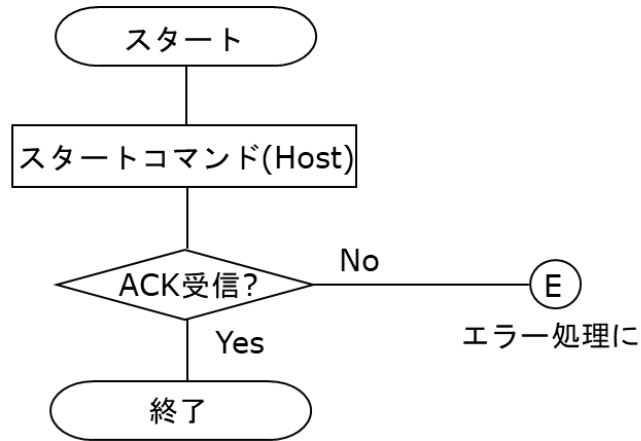 スタート
スタートコマンド(Host)
ACK受信?
No
E
エラー処理に
Yes
終了